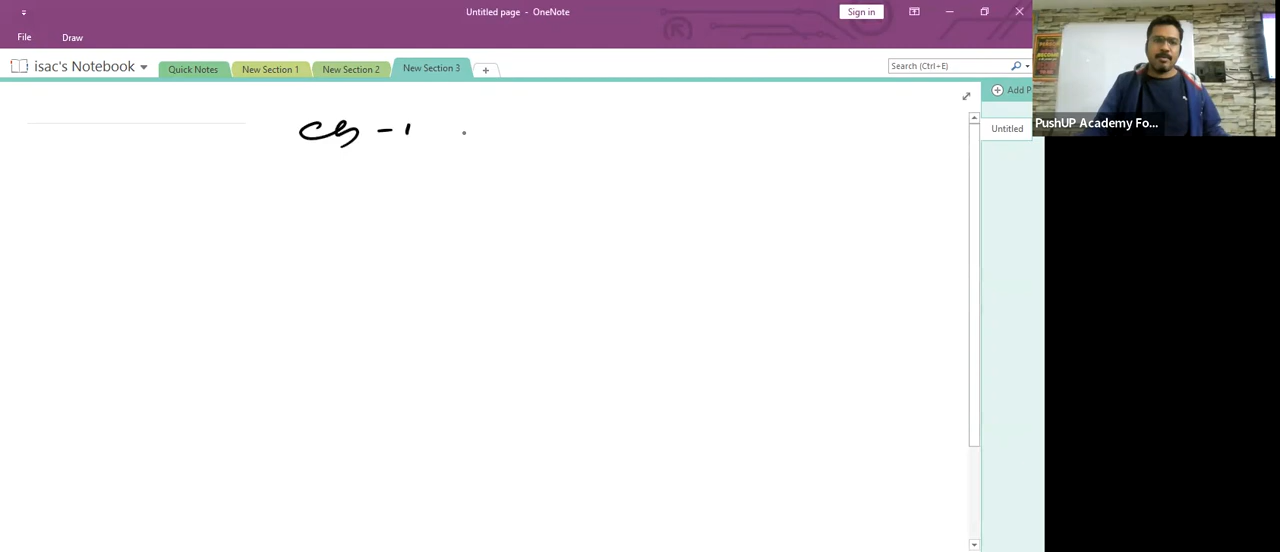 Untitled page - OneNote
Sign in
File
Draw
isac's Notebook
Quick Notes
New Section 1
New Section 2
New Section 3
Search (Ctrl+E)
Add P
Untitled
PushUP Academy Fo...
Ch - 1